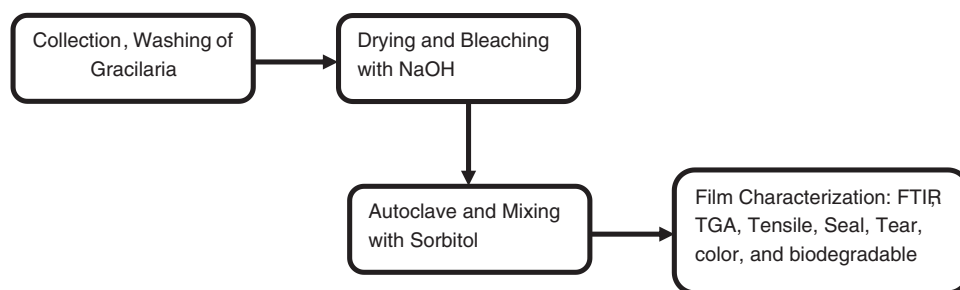 Collection, Washing of
Gracilaria
Drying and Bleaching
with NaOH
Autoclave and Mixing
with Sorbitol
Film Characterization: FTIR,
TGA, Tensile, Seal, Tear,
color, and biodegradable